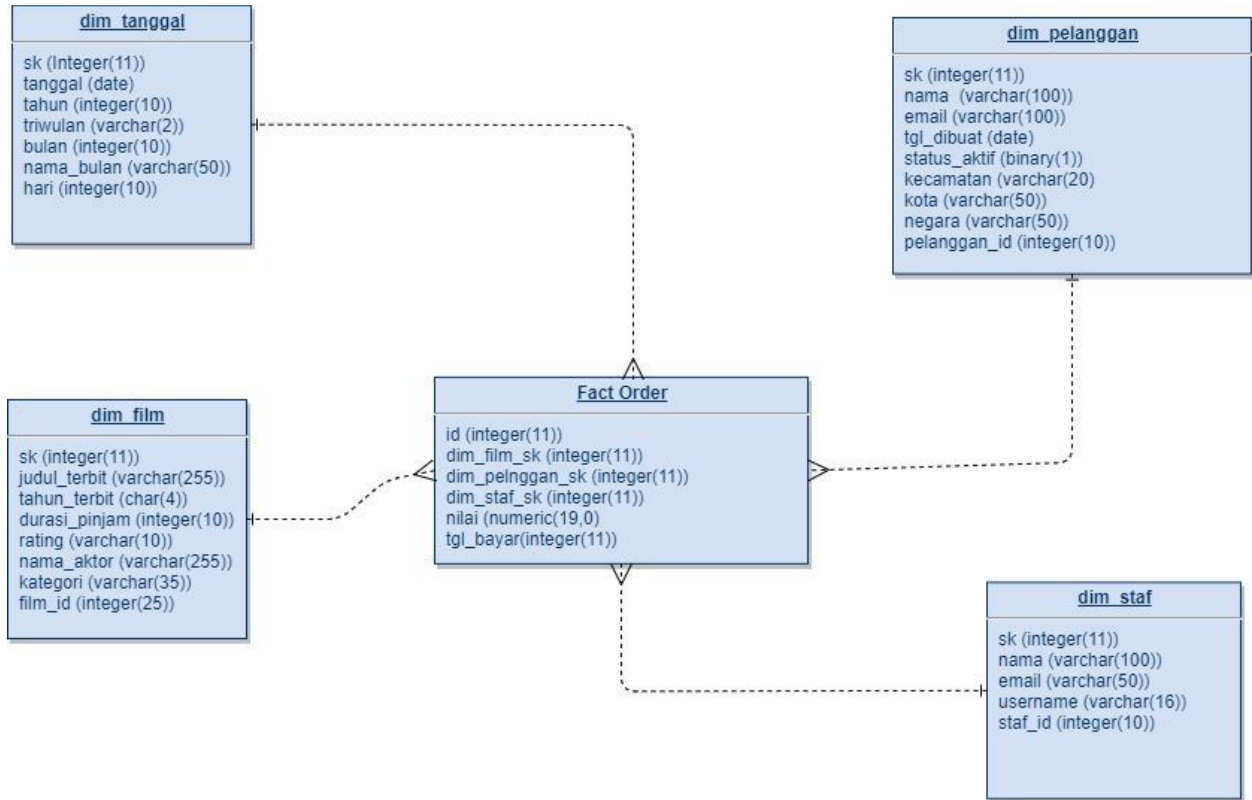 dim_tanggal
sk (Integer(11))
tanggal (date)
tahun (integer(10))
triwulan (varchar(2))
bulan (integer(10))
nama_bulan (varchar(50))
hari (integer(10))
dim_pelanggan
sk (integer(11))
nama (varchar(100))
email (varchar(100))
tgl_dibuat (date)
status_aktif (binary(1))
kecamatan (varchar(20)
kota (varchar(50))
negara (varchar(50))
pelanggan_id (integer(10))
dim_film
sk (integer(11))
judul_terbit (varchar(255))
tahun_terbit (char(4))
durasi_pinjam (integer(10))
rating (varchar(10))
nama_aktor (varchar(255))
kategori (varchar(35))
film_id (integer(25))
Fact Order
id (integer(11))
dim_film_sk (integer(11))
dim_pelnggan_sk (integer(11))
dim_staf_sk (integer(11))
nilai (numeric(19,0)
tgl_bayar(integer(11))
dim_staf
sk (integer(11))
nama (varchar(100))
email (varchar(50))
username (varchar(16))
staf_id (integer(10))